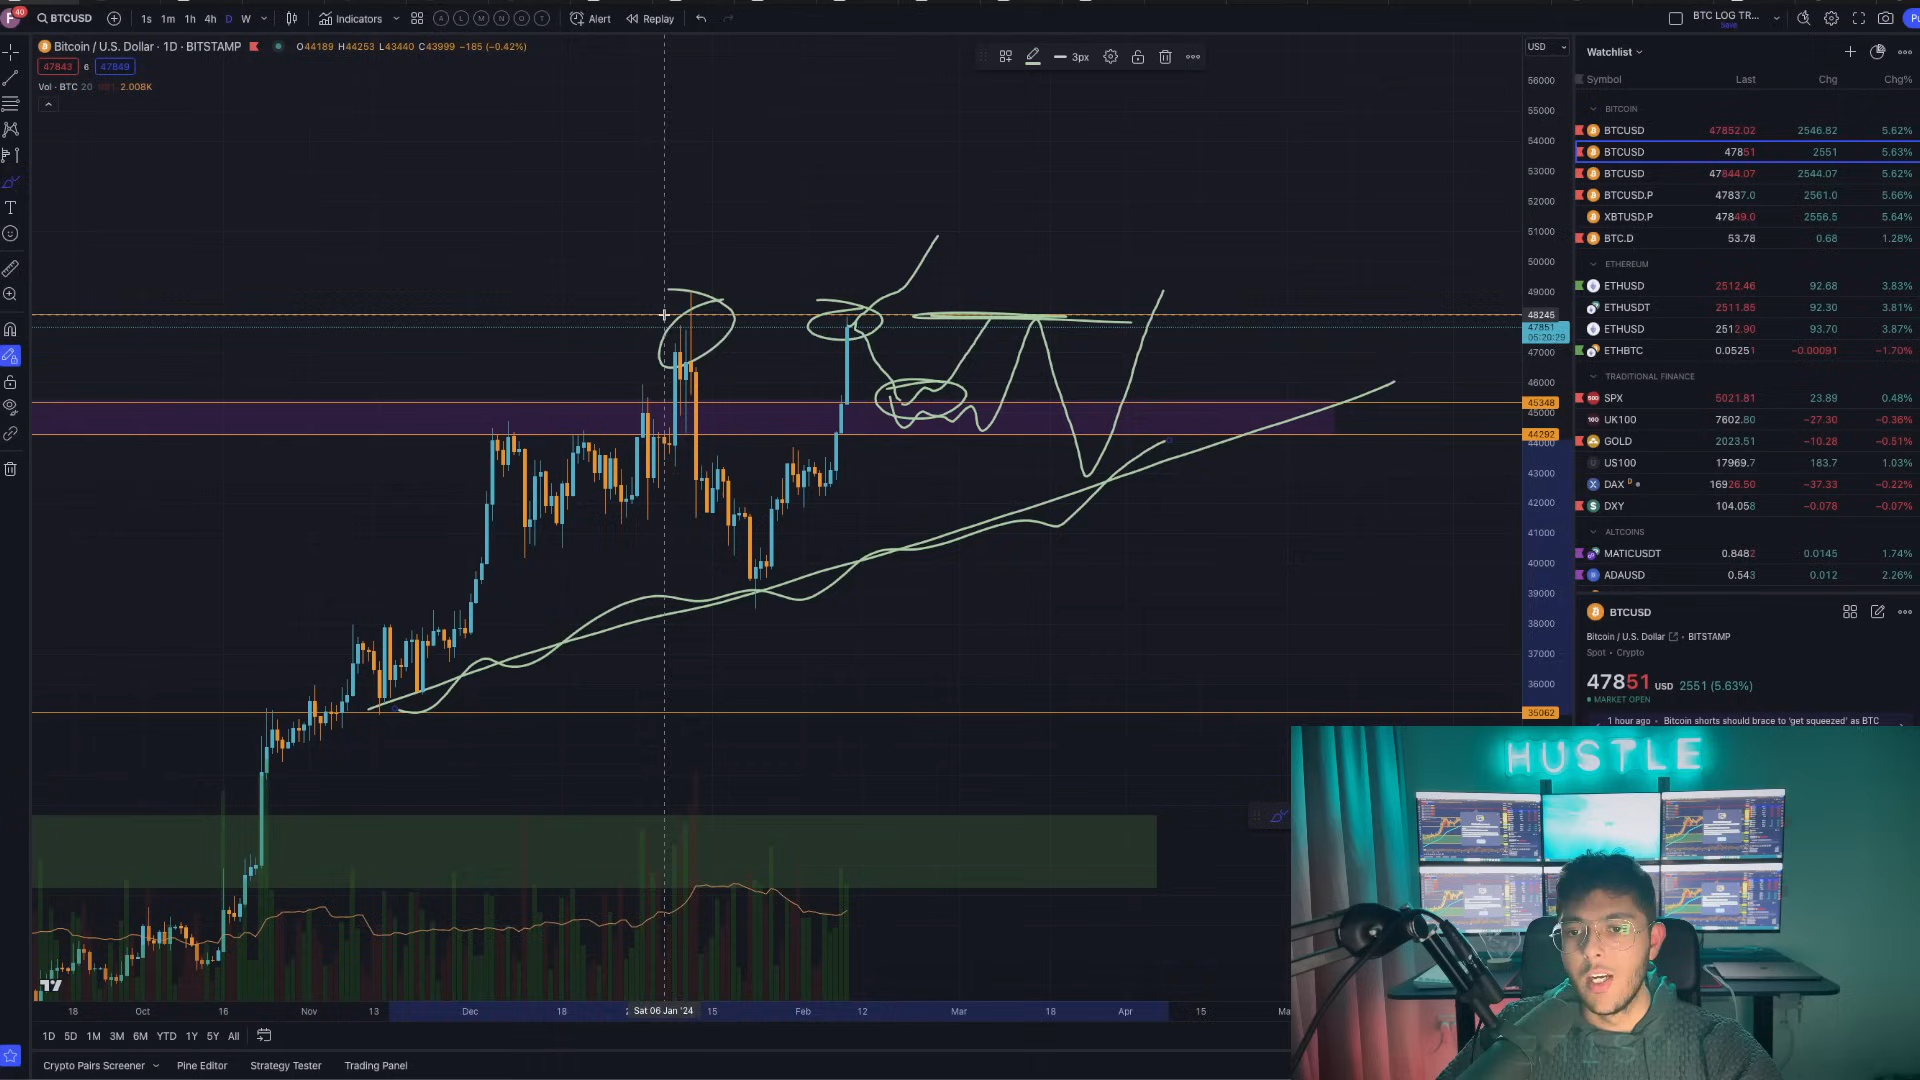 40
BTCUSD
1s 1m 1h 4h D W
Indicators
A L M N O T
Alert
Replay
BTC LOG TR...
Save
Pu
Bitcoin / U.S. Dollar · 1D · BITSTAMP
O44189 H44253 L43440 C43999 −185 (−0.42%)
47843 6 47849
Vol · BTC 20
2.008K
3px
USD
56000
55000
54000
53000
52000
51000
50000
49000
48245
47851
05:20:29
47000
46000
45348
45000
44292
44000
43000
42000
41000
40000
39000
38000
37000
36000
35062
Watchlist
Symbol Last Chg Chg%
BITCOIN
BTCUSD 47852.02 2546.82 5.62%
BTCUSD 47851 2551 5.63%
BTCUSD 47844.07 2544.07 5.62%
BTCUSD.P 47837.0 2561.0 5.66%
XBTUSD.P 47849.0 2556.5 5.64%
BTC.D 53.78 0.68 1.28%
ETHEREUM
ETHUSD 2512.46 92.68 3.83%
ETHUSDT 2511.85 92.30 3.81%
ETHUSD 2512.90 93.70 3.87%
ETHBTC 0.05251 −0.00091 −1.70%
TRADITIONAL FINANCE
SPX 5021.81 23.89 0.48%
UK100 7602.80 −27.30 −0.36%
GOLD 2023.51 −10.28 −0.51%
US100 17969.7 183.7 1.03%
DAX D 16926.50 −37.33 −0.22%
DXY 104.058 −0.078 −0.07%
ALTCOINS
MATICUSDT 0.8482 0.0145 1.74%
ADAUSD 0.543 0.012 2.26%
BTCUSD
Bitcoin / U.S. Dollar · BITSTAMP
Spot · Crypto
47851 USD 2551 (5.63%)
MARKET OPEN
1 hour ago · Bitcoin shorts should brace to 'get squeezed' as BTC
HUSTLE
18 Oct 16 Nov 13 Dec 18 Sat 06 Jan '24 15 Feb 12 Mar 18 Apr 15 Ma
1D 5D 1M 3M 6M YTD 1Y 5Y All
Crypto Pairs Screener Pine Editor Strategy Tester Trading Panel